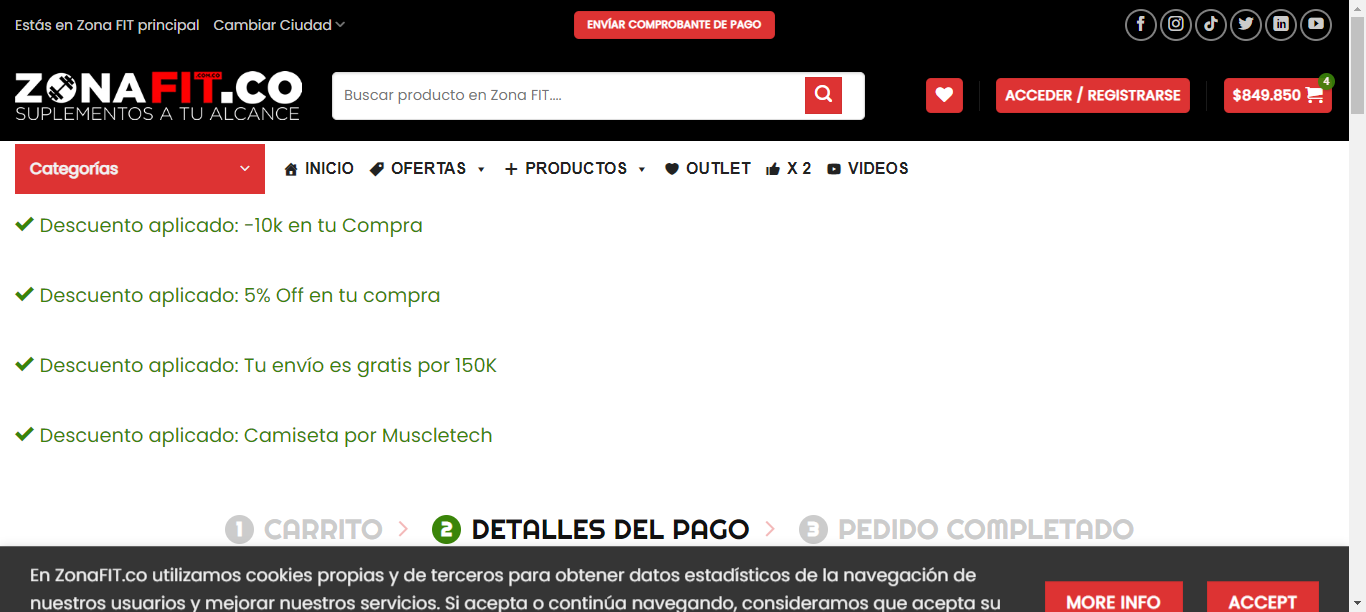 Estás en Zona FIT principal Cambiar Ciudad
ENVÍAR COMPROBANTE DE PAGO
ZONAFIT.CO
.COM.CO
SUPLEMENTOS A TU ALCANCE
Buscar producto en Zona FIT....
ACCEDER / REGISTRARSE
$849.850
4
Categorías
INICIO OFERTAS PRODUCTOS OUTLET X 2 VIDEOS
Descuento aplicado: -10k en tu Compra
Descuento aplicado: 5% Off en tu compra
Descuento aplicado: Tu envío es gratis por 150K
Descuento aplicado: Camiseta por Muscletech
1 CARRITO 2 DETALLES DEL PAGO 3 PEDIDO COMPLETADO
En ZonaFIT.co utilizamos cookies propias y de terceros para obtener datos estadísticos de la navegación de
nuestros usuarios y mejorar nuestros servicios. Si acepta o continúa navegando, consideramos que acepta su
MORE INFO
ACCEPT